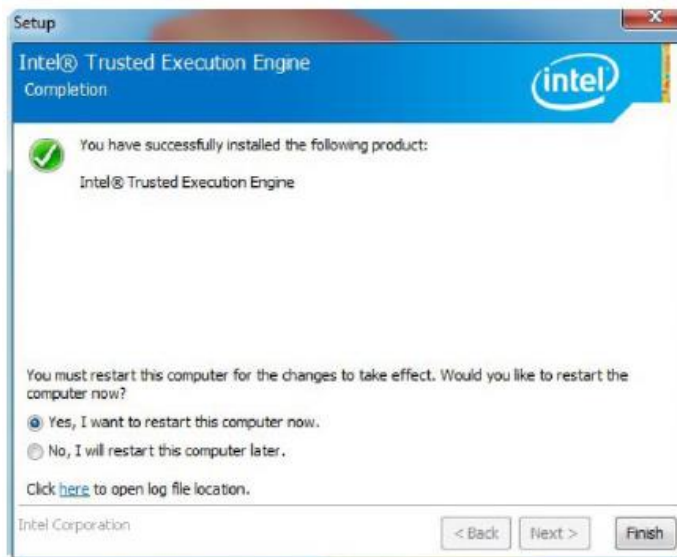 Setup
Intel® Trusted Execution Engine
Completion
intel
You have successfully installed the following product:
Intel® Trusted Execution Engine
You must restart this computer for the changes to take effect. Would you like to restart the
computer now?
Yes, I want to restart this computer now.
No, I will restart this computer later.
Click here to open log file location.
Intel Corporation
< Back
Next >
Finish